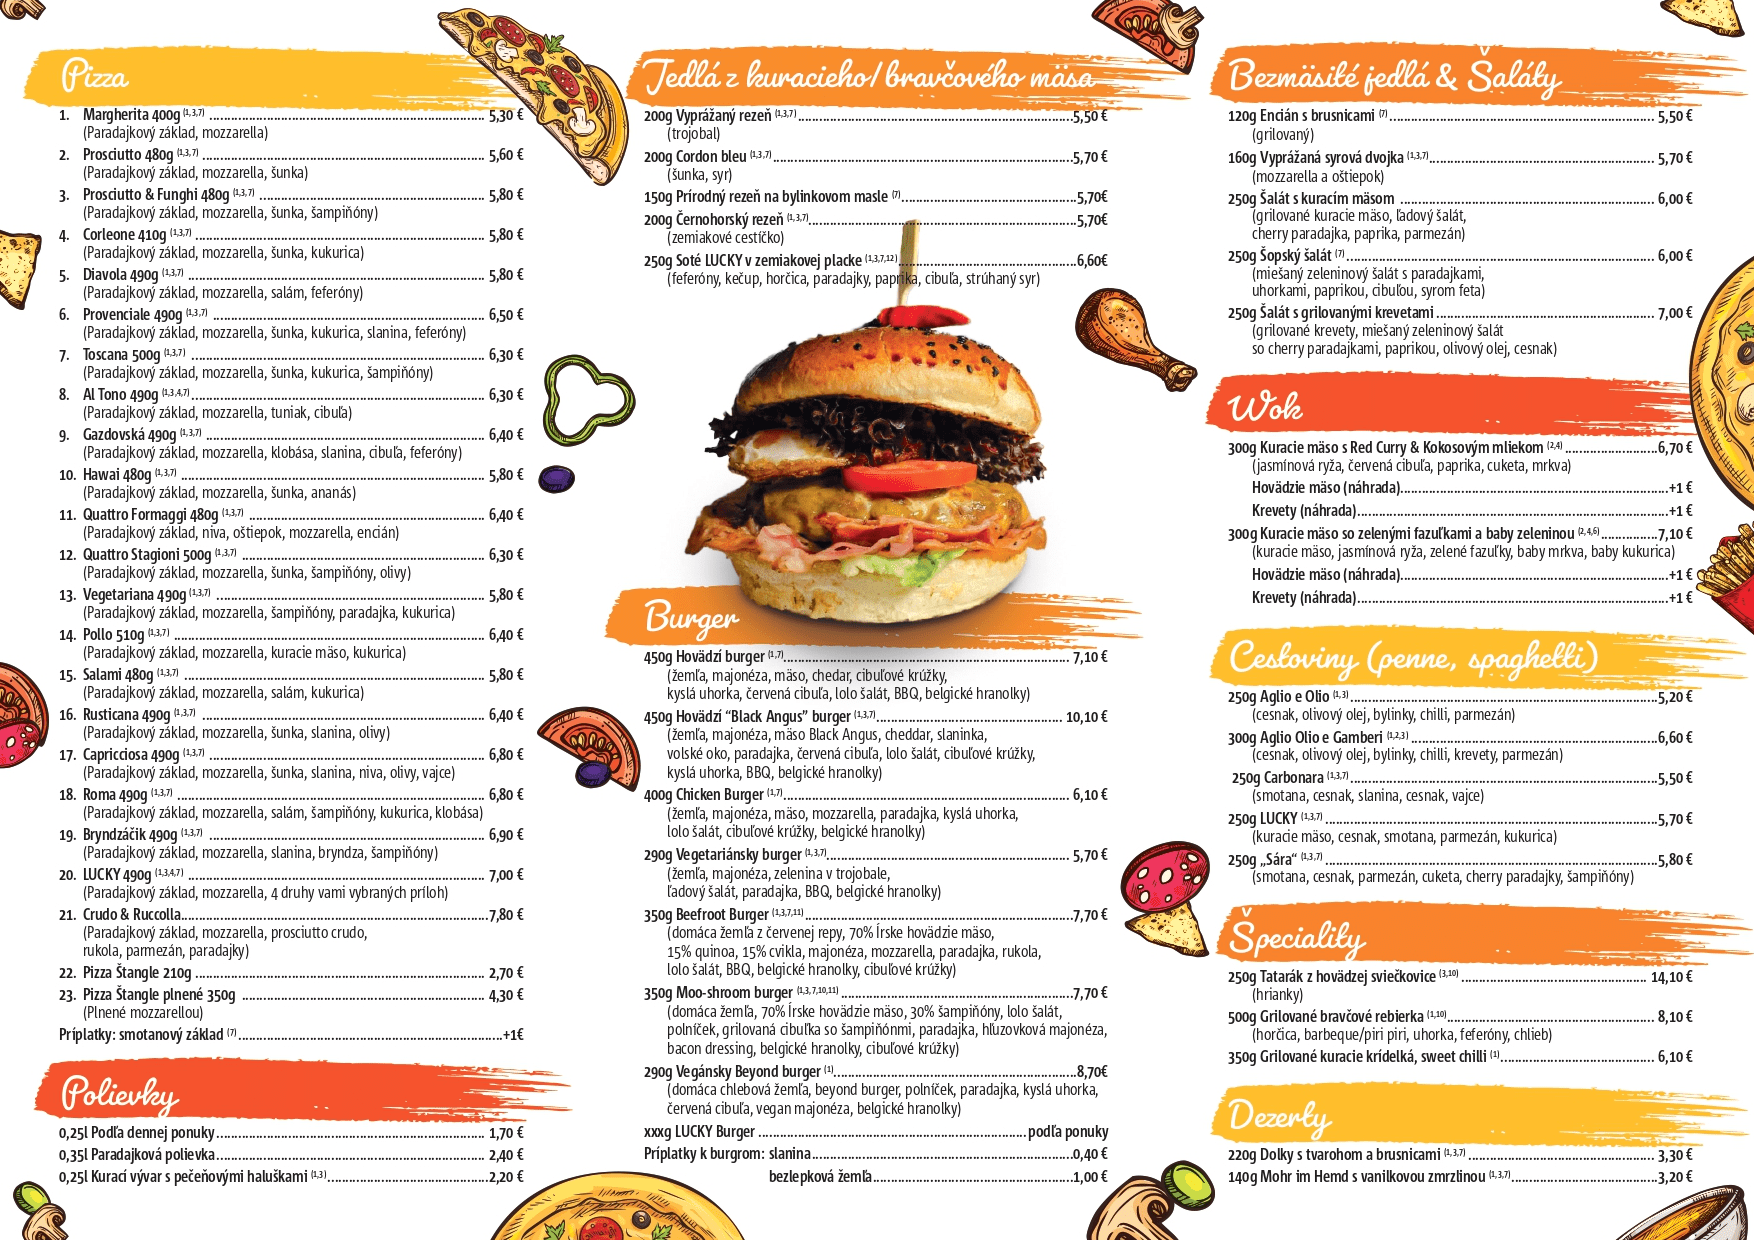 Pizza
1. Margherita 400g (1,3,7) 5,30 €
(Paradajkový základ, mozzarella)
2. Prosciutto 480g (1,3,7) 5,60 €
(Paradajkový základ, mozzarella, šunka)
3. Prosciutto & Funghi 480g (1,3,7) 5,80 €
(Paradajkový základ, mozzarella, šunka, šampiňóny)
4. Corleone 410g (1,3,7) 5,80 €
(Paradajkový základ, mozzarella, šunka, kukurica)
5. Diavola 490g (1,3,7) 5,80 €
(Paradajkový základ, mozzarella, salám, feferóny)
6. Provenciale 490g (1,3,7) 6,50 €
(Paradajkový základ, mozzarella, šunka, kukurica, slanina, feferóny)
7. Toscana 500g (1,3,7) 6,30 €
(Paradajkový základ, mozzarella, šunka, kukurica, šampiňóny)
8. Al Tono 490g (1,3,4,7) 6,30 €
(Paradajkový základ, mozzarella, tuniak, cibuľa)
9. Gazdovská 490g (1,3,7) 6,40 €
(Paradajkový základ, mozzarella, klobása, slanina, cibuľa, feferóny)
10. Hawai 480g (1,3,7) 5,80 €
(Paradajkový základ, mozzarella, šunka, ananás)
11. Quattro Formaggi 480g (1,3,7) 6,40 €
(Paradajkový základ, niva, oštiepok, mozzarella, encián)
12. Quattro Stagioni 500g (1,3,7) 6,30 €
(Paradajkový základ, mozzarella, šunka, šampiňóny, olivy)
13. Vegetariana 490g (1,3,7) 5,80 €
(Paradajkový základ, mozzarella, šampiňóny, paradajka, kukurica)
14. Pollo 510g (1,3,7) 6,40 €
(Paradajkový základ, mozzarella, kuracie mäso, kukurica)
15. Salami 480g (1,3,7) 5,80 €
(Paradajkový základ, mozzarella, salám, kukurica)
16. Rusticana 490g (1,3,7) 6,40 €
(Paradajkový základ, mozzarella, šunka, slanina, olivy)
17. Capricciosa 490g (1,3,7) 6,80 €
(Paradajkový základ, mozzarella, šunka, slanina, niva, olivy, vajce)
18. Roma 490g (1,3,7) 6,80 €
(Paradajkový základ, mozzarella, salám, šampiňóny, kukurica, klobása)
19. Bryndzáčik 490g (1,3,7) 6,90 €
(Paradajkový základ, mozzarella, slanina, bryndza, šampiňóny)
20. LUCKY 490g (1,3,4,7) 7,00 €
(Paradajkový základ, mozzarella, 4 druhy vami vybraných príloh)
21. Crudo & Ruccolla 7,80 €
(Paradajkový základ, mozzarella, prosciutto crudo,
rukola, parmezán, paradajky)
22. Pizza Štangle 210g 2,70 €
23. Pizza Štangle plnené 350g 4,30 €
(Plnené mozzarellou)
Príplatky: smotanový základ (7) +1€
Polievky
0,25l Podľa dennej ponuky 1,70 €
0,35l Paradajková polievka 2,40 €
0,25l Kurací vývar s pečeňovými haluškami (1,3) 2,20 €
Jedlá z kuracieho/bravčového mäsa
200g Vyprážaný rezeň (1,3,7) 5,50 €
(trojobal)
200g Cordon bleu (1,3,7) 5,70 €
(šunka, syr)
150g Prírodný rezeň na bylinkovom masle (7) 5,70€
200g Černohorský rezeň (1,3,7) 5,70€
(zemiakové cestíčko)
250g Soté LUCKY v zemiakovej placke (1,3,7,12) 6,60€
(feferóny, kečup, horčica, paradajky, paprika, cibuľa, strúhaný syr)
Burger
450g Hovädzí burger (1,7) 7,10 €
(žemľa, majonéza, mäso, chedar, cibuľové krúžky,
kyslá uhorka, červená cibuľa, lolo šalát, BBQ, belgické hranolky)
450g Hovädzí “Black Angus” burger (1,3,7) 10,10 €
(žemľa, majonéza, mäso Black Angus, cheddar, slaninka,
volské oko, paradajka, červená cibuľa, lolo šalát, cibuľové krúžky,
kyslá uhorka, BBQ, belgické hranolky)
400g Chicken Burger (1,7) 6,10 €
(žemľa, majonéza, mäso, mozzarella, paradajka, kyslá uhorka,
lolo šalát, cibuľové krúžky, belgické hranolky)
290g Vegetariánsky burger (1,3,7) 5,70 €
(žemľa, majonéza, zelenina v trojobale,
ľadový šalát, paradajka, BBQ, belgické hranolky)
350g Beefroot Burger (1,3,7,11) 7,70 €
(domáca žemľa z červenej repy, 70% Írske hovädzie mäso,
15% quinoa, 15% cvikla, majonéza, mozzarella, paradajka, rukola,
lolo šalát, BBQ, belgické hranolky, cibuľové krúžky)
350g Moo-shroom burger (1,3,7,10,11) 7,70 €
(domáca žemľa, 70% Írske hovädzie mäso, 30% šampiňóny, lolo šalát,
polníček, grilovaná cibuľka so šampiňónmi, paradajka, hľuzovková majonéza,
bacon dressing, belgické hranolky, cibuľové krúžky)
290g Vegánsky Beyond burger (1) 8,70€
(domáca chlebová žemľa, beyond burger, polníček, paradajka, kyslá uhorka,
červená cibuľa, vegan majonéza, belgické hranolky)
xxxg LUCKY Burger podľa ponuky
Príplatky k burgrom: slanina 0,40 €
bezlepková žemľa 1,00 €
Bezmäsité jedlá & Šaláty
120g Encián s brusnicami (7) 5,50 €
(grilovaný)
160g Vyprážaná syrová dvojka (1,3,7) 5,70 €
(mozzarella a oštiepok)
250g Šalát s kuracím mäsom 6,00 €
(grilované kuracie mäso, ľadový šalát,
cherry paradajka, paprika, parmezán)
250g Šopský šalát (7) 6,00 €
(miešaný zeleninový šalát s paradajkami,
uhorkami, paprikou, cibuľou, syrom feta)
250g Šalát s grilovanými krevetami 7,00 €
(grilované krevety, miešaný zeleninový šalát
so cherry paradajkami, paprikou, olivový olej, cesnak)
Wok
300g Kuracie mäso s Red Curry & Kokosovým mliekom (2,4) 6,70 €
(jasmínová ryža, červená cibuľa, paprika, cuketa, mrkva)
Hovädzie mäso (náhrada) +1 €
Krevety (náhrada) +1 €
300g Kuracie mäso so zelenými fazuľkami a baby zeleninou (2,4,6) 7,10 €
(kuracie mäso, jasmínová ryža, zelené fazuľky, baby mrkva, baby kukurica)
Hovädzie mäso (náhrada) +1 €
Krevety (náhrada) +1 €
Cestoviny (penne, spaghetti)
250g Aglio e Olio (1,3) 5,20 €
(cesnak, olivový olej, bylinky, chilli, parmezán)
300g Aglio Olio e Gamberi (1,2,3) 6,60 €
(cesnak, olivový olej, bylinky, chilli, krevety, parmezán)
250g Carbonara (1,3,7) 5,50 €
(smotana, cesnak, slanina, cesnak, vajce)
250g LUCKY (1,3,7) 5,70 €
(kuracie mäso, cesnak, smotana, parmezán, kukurica)
250g „Sára“ (1,3,7) 5,80 €
(smotana, cesnak, parmezán, cuketa, cherry paradajky, šampiňóny)
Špeciality
250g Tatarák z hovädzej sviečkovice (3,10) 14,10 €
(hrianky)
500g Grilované bravčové rebierka (1,10) 8,10 €
(horčica, barbeque/piri piri, uhorka, feferóny, chlieb)
350g Grilované kuracie krídelká, sweet chilli (1) 6,10 €
Dezerty
220g Dolky s tvarohom a brusnicami (1,3,7) 3,30 €
140g Mohr im Hemd s vanilkovou zmrzlinou (1,3,7) 3,20 €